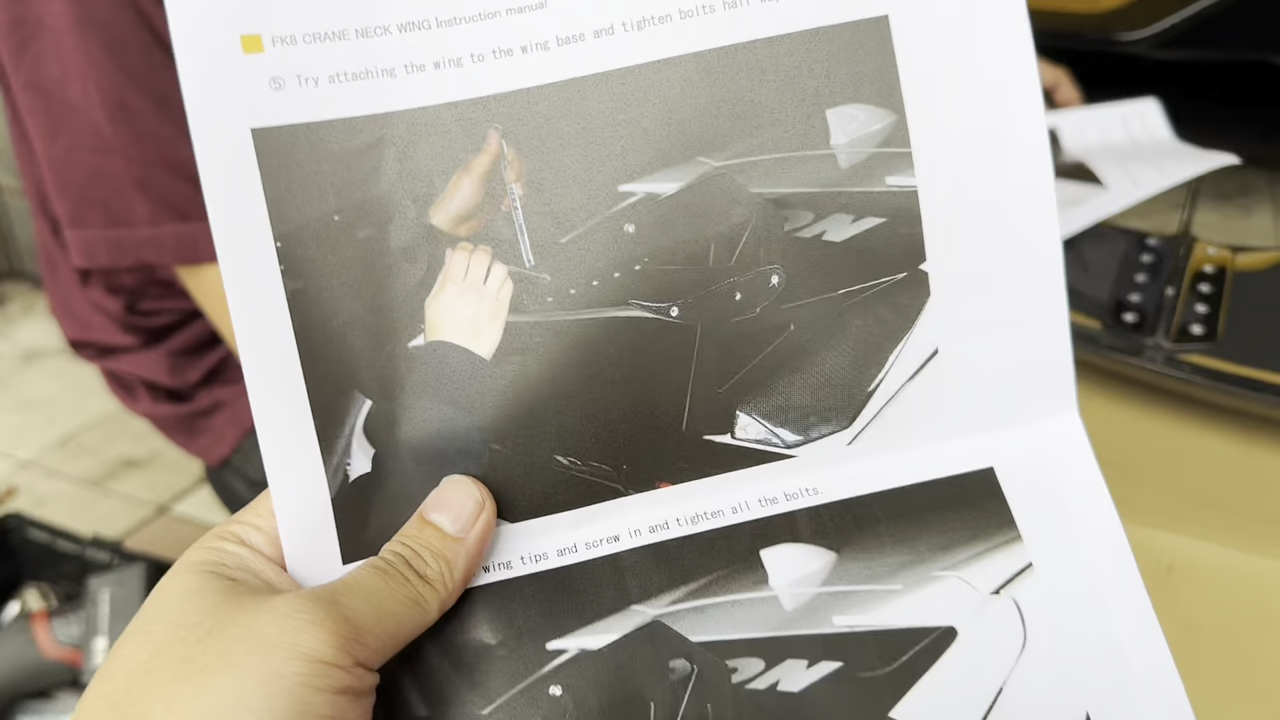 FK8 CRANE NECK WING Instruction manual
⑤ Try attaching the wing to the wing base and tighten bolts half
wing tips and screw in and tighten all the bolts.